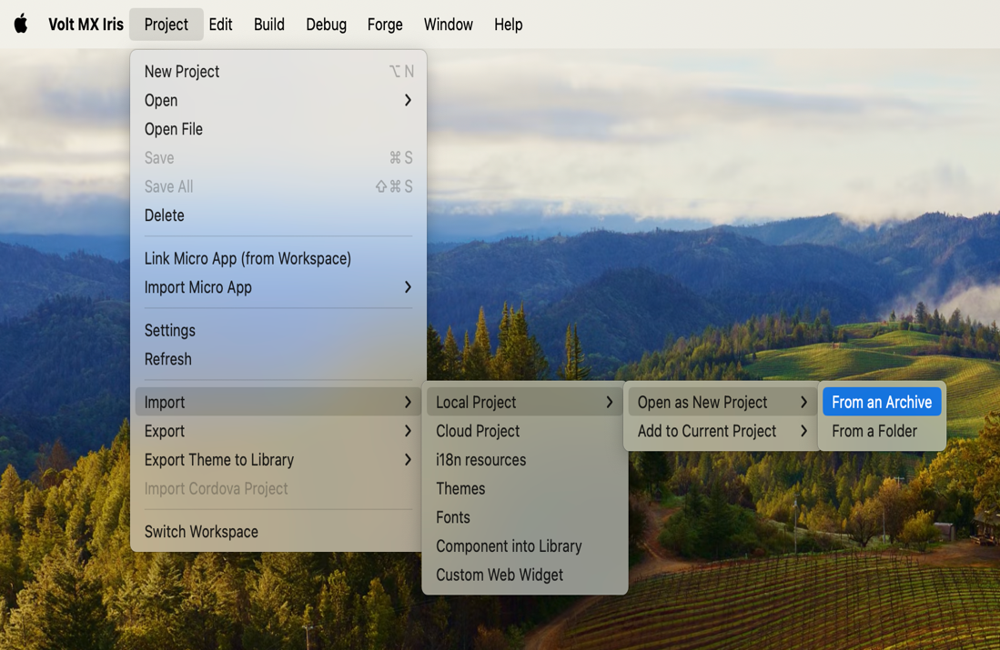 Volt MX Iris Project Edit Build Debug Forge Window Help
New Project ⌥ N
Open
Open File
Save ⌘ S
Save All ⇧⌘ S
Delete
Link Micro App (from Workspace)
Import Micro App
Settings
Refresh
Import
Export
Export Theme to Library
Import Cordova Project
Switch Workspace
Local Project
Cloud Project
i18n resources
Themes
Fonts
Component into Library
Custom Web Widget
Open as New Project
Add to Current Project
From an Archive
From a Folder